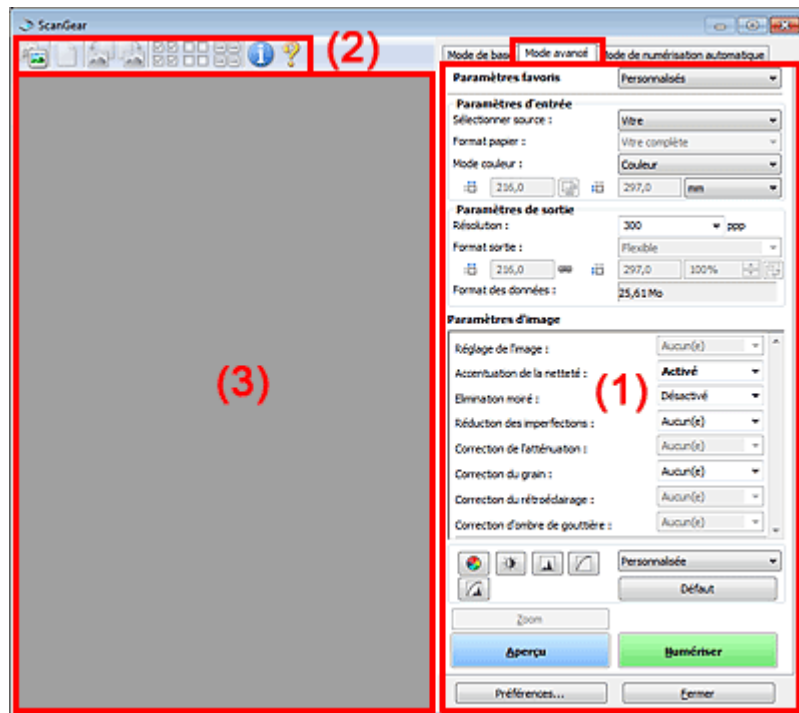 ScanGear
(2)
Mode de base Mode avancé Mode de numérisation automatique
Paramètres favoris Personnalisés
Paramètres d'entrée
Sélectionner source : Vitre
Format papier : Vitre complète
Mode couleur : Couleur
216,0 297,0 mm
Paramètres de sortie
Résolution : 300 ppp
Format sortie : Flexible
216,0 297,0 100%
Format des données : 25,61 Mo
Paramètres d'image
Réglage de l'image : Aucun(e)
Accentuation de la netteté : Activé
(3)
(1)
Elimination moiré : Désactivé
Réduction des imperfections : Aucun(e)
Correction de l'atténuation : Aucun(e)
Correction du grain : Aucun(e)
Correction du rétroéclairage : Aucun(e)
Correction d'ombre de gouttière : Aucun(e)
Personnalisée
Défaut
Zoom
Aperçu Numériser
Préférences... Fermer